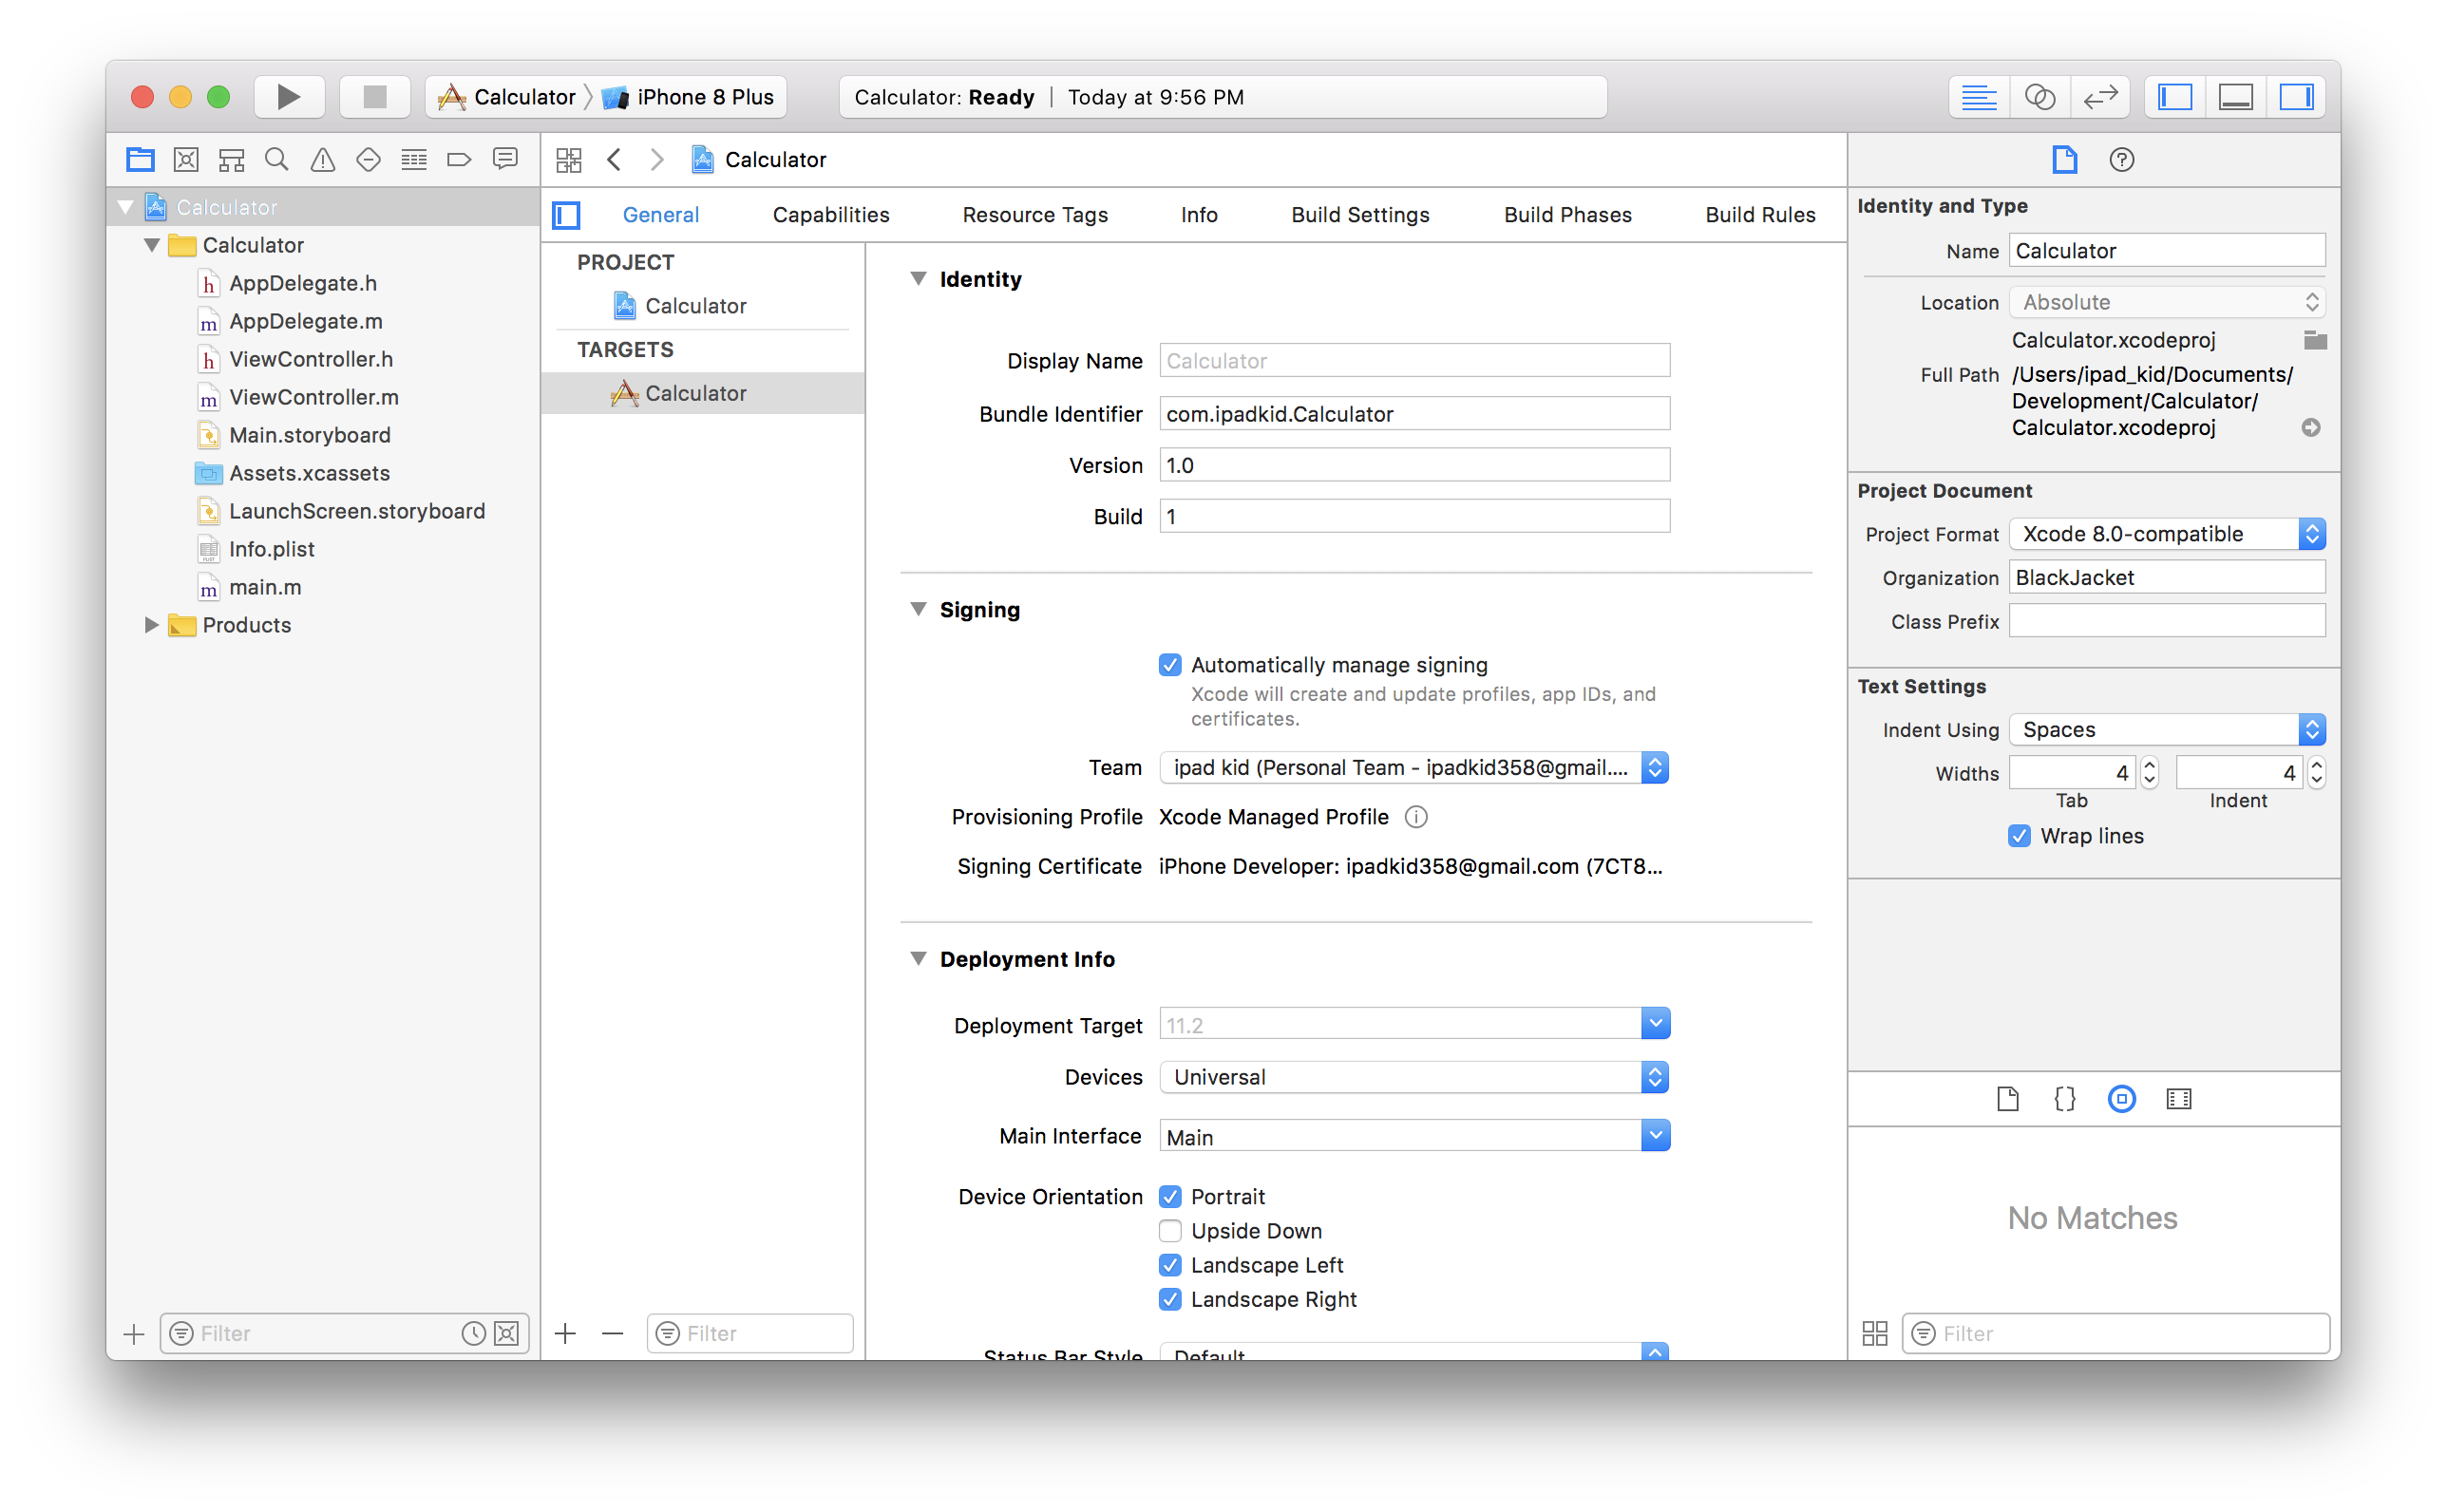 Calculator
iPhone 8 Plus
Calculator: Ready | Today at 9:56 PM
Calculator
Calculator
Calculator
h AppDelegate.h
m AppDelegate.m
h ViewController.h
m ViewController.m
Main.storyboard
Assets.xcassets
LaunchScreen.storyboard
Info.plist
m main.m
Products
Filter
General
Capabilities
Resource Tags
Info
Build Settings
Build Phases
Build Rules
PROJECT
Calculator
TARGETS
Calculator
Filter
Identity
Display Name Calculator
Bundle Identifier com.ipadkid.Calculator
Version 1.0
Build 1
Signing
Automatically manage signing
Xcode will create and update profiles, app IDs, and
certificates.
Team ipad kid (Personal Team - ipadkid358@gmail....
Provisioning Profile Xcode Managed Profile
Signing Certificate iPhone Developer: ipadkid358@gmail.com (7CT8...
Deployment Info
Deployment Target 11.2
Devices Universal
Main Interface Main
Device Orientation Portrait
Upside Down
Landscape Left
Landscape Right
Status Bar Style Default
Identity and Type
Name Calculator
Location Absolute
Calculator.xcodeproj
Full Path /Users/ipad_kid/Documents/
Development/Calculator/
Calculator.xcodeproj
Project Document
Project Format Xcode 8.0-compatible
Organization BlackJacket
Class Prefix
Text Settings
Indent Using Spaces
Widths 4 4
Tab Indent
Wrap lines
{}
No Matches
Filter